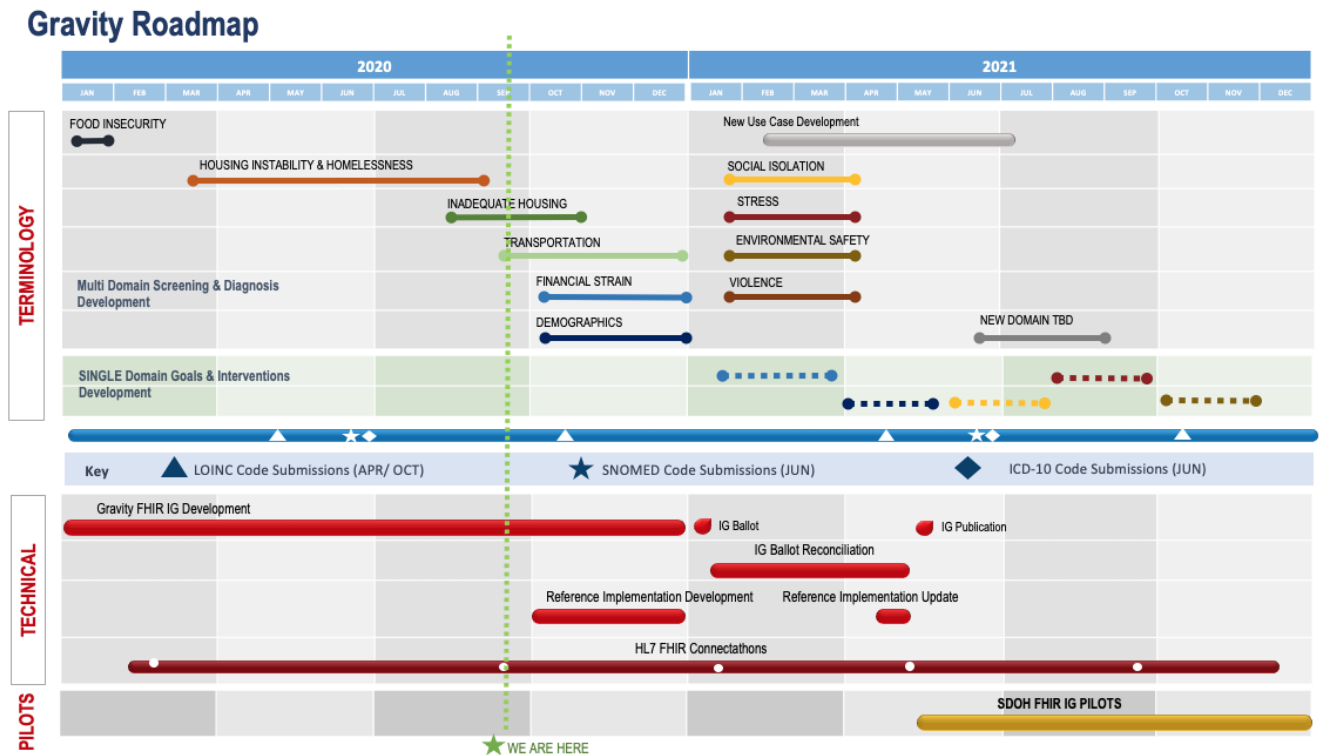 Gravity Roadmap
2020
2021
JAN FEB MAR APR MAY JUN JUL AUG SEP OCT NOV DEC
JAN FEB MAR APR MAY JUN JUL AUG SEP OCT NOV DEC
TERMINOLOGY
FOOD INSECURITY
New Use Case Development
HOUSING INSTABILITY & HOMELESSNESS
SOCIAL ISOLATION
INADEQUATE HOUSING
STRESS
TRANSPORTATION
ENVIRONMENTAL SAFETY
Multi Domain Screening & Diagnosis
Development
FINANCIAL STRAIN
VIOLENCE
DEMOGRAPHICS
NEW DOMAIN TBD
SINGLE Domain Goals & Interventions
Development
Key
LOINC Code Submissions (APR/ OCT)
SNOMED Code Submissions (JUN)
ICD-10 Code Submissions (JUN)
TECHNICAL
Gravity FHIR IG Development
IG Ballot
IG Publication
IG Ballot Reconciliation
Reference Implementation Development
Reference Implementation Update
HL7 FHIR Connectathons
PILOTS
SDOH FHIR IG PILOTS
WE ARE HERE